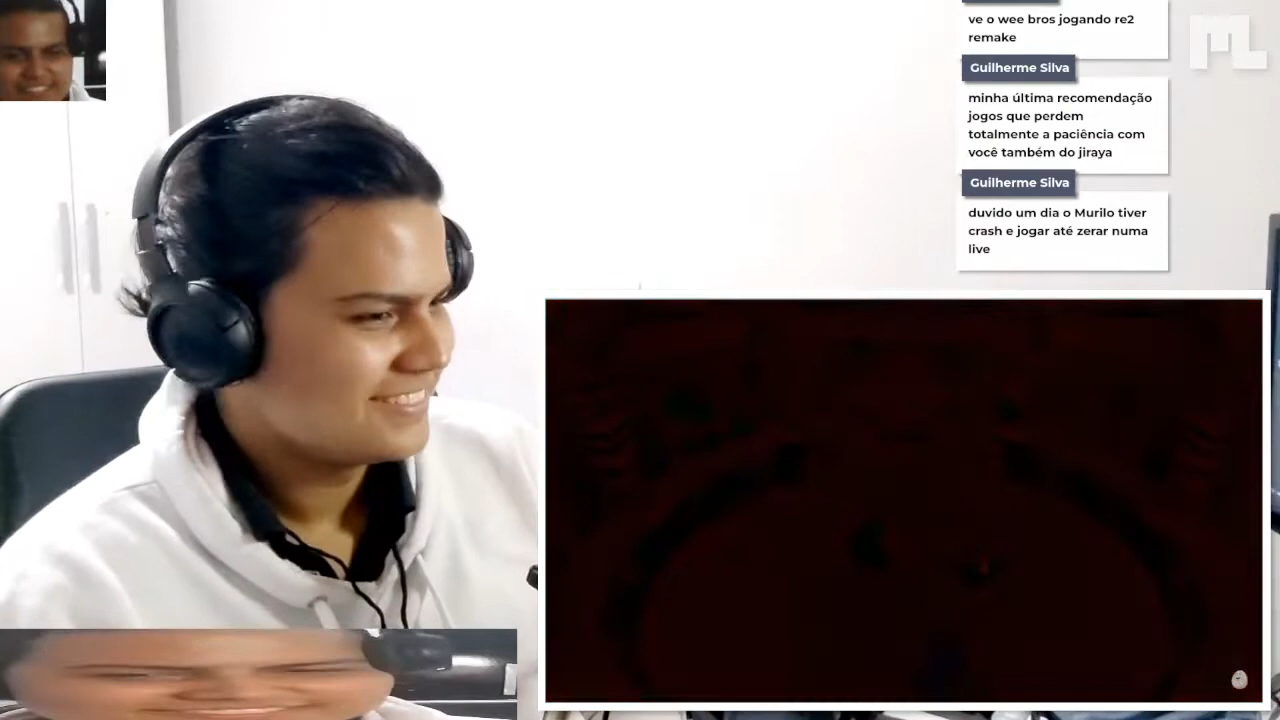 ve o wee bros jogando re2
remake
Guilherme Silva
minha última recomendação
jogos que perdem
totalmente a paciência com
você também do jiraya
Guilherme Silva
duvido um dia o Murilo tiver
crash e jogar até zerar numa
live
ML